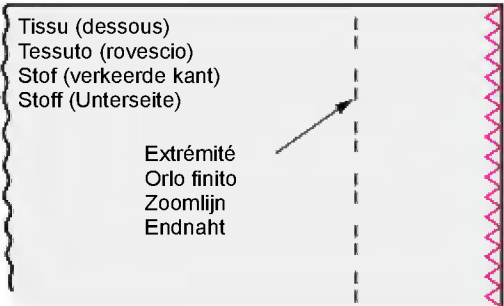 Tissu (dessous)
Tessuto (rovescio)
Stof (verkeerde kant)
Stoff (Unterseite)
Extrémité
Orlo finito
Zoomlijn
Endnaht